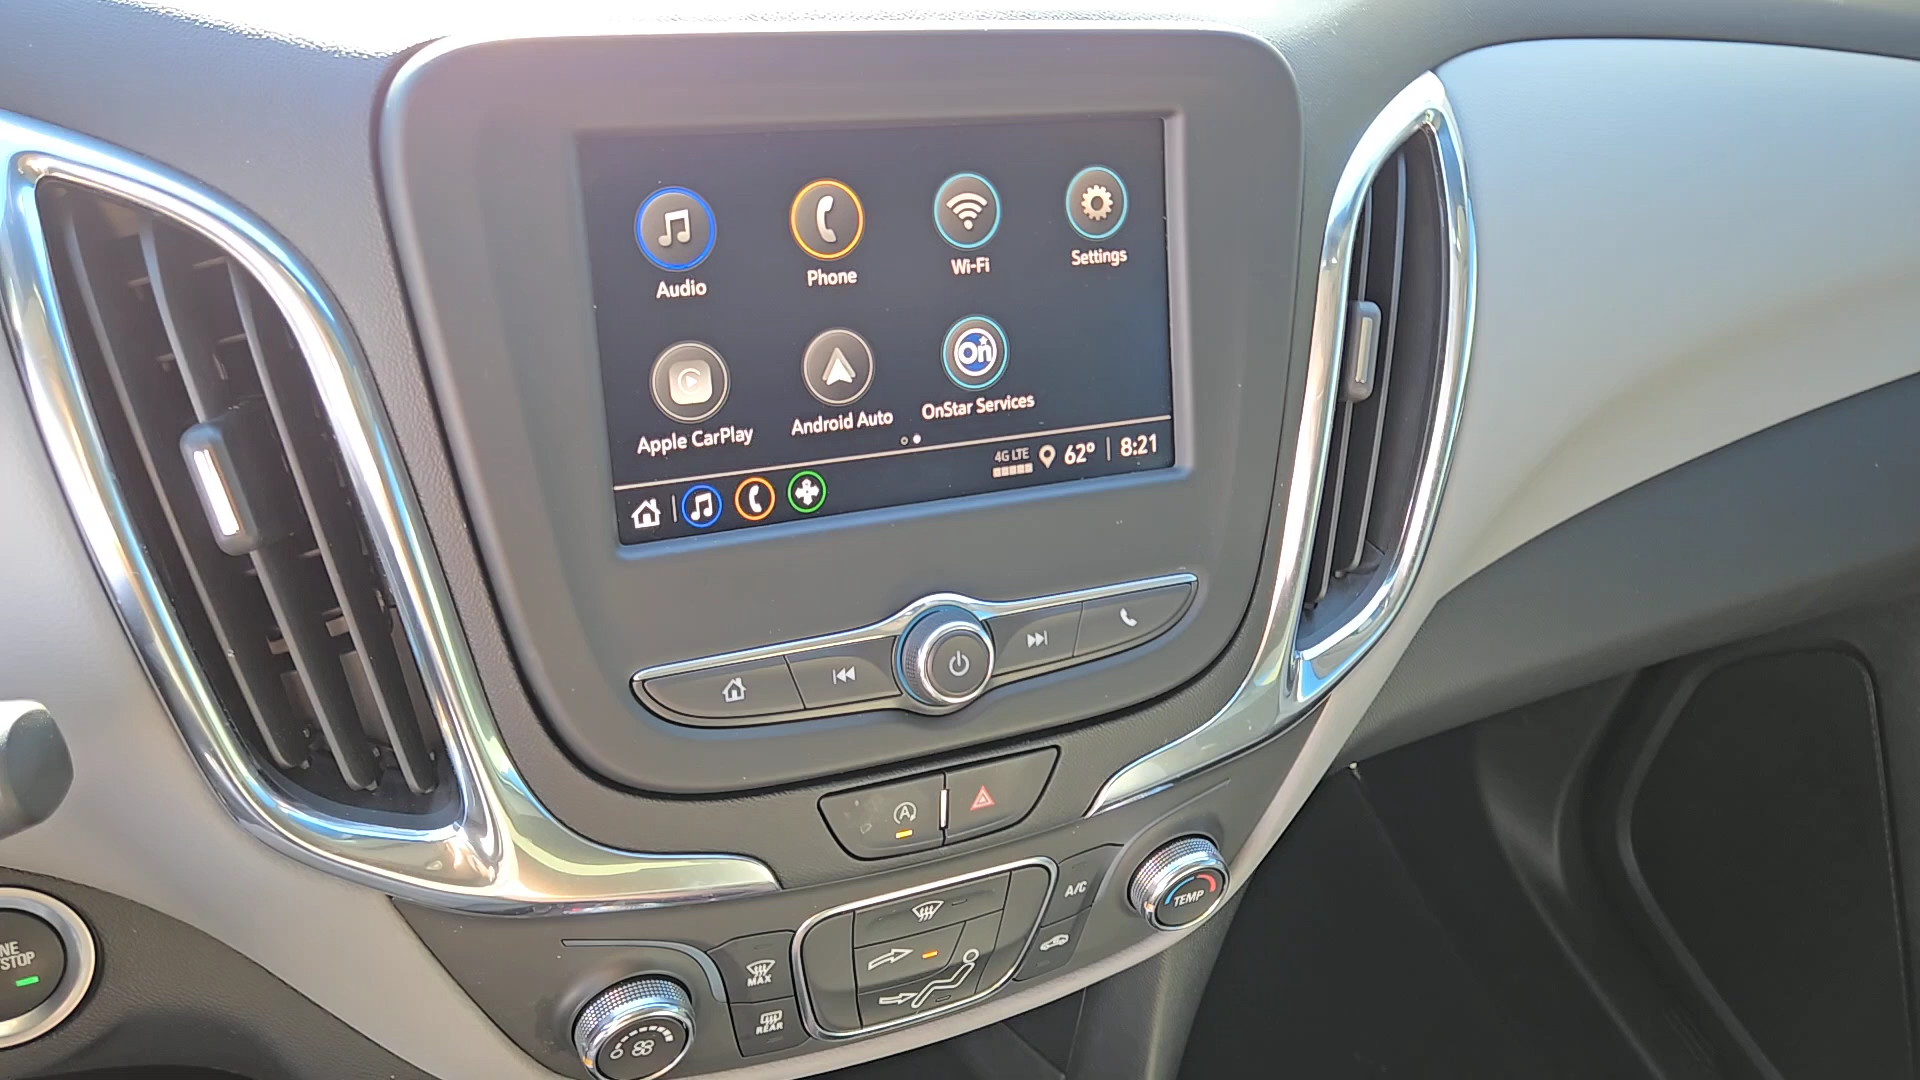 Audio
Phone
Wi-Fi
Settings
Apple CarPlay
Android Auto
On
OnStar Services
4G LTE
62°
8:21
A
A/C
TEMP
MAX
REAR
STOP